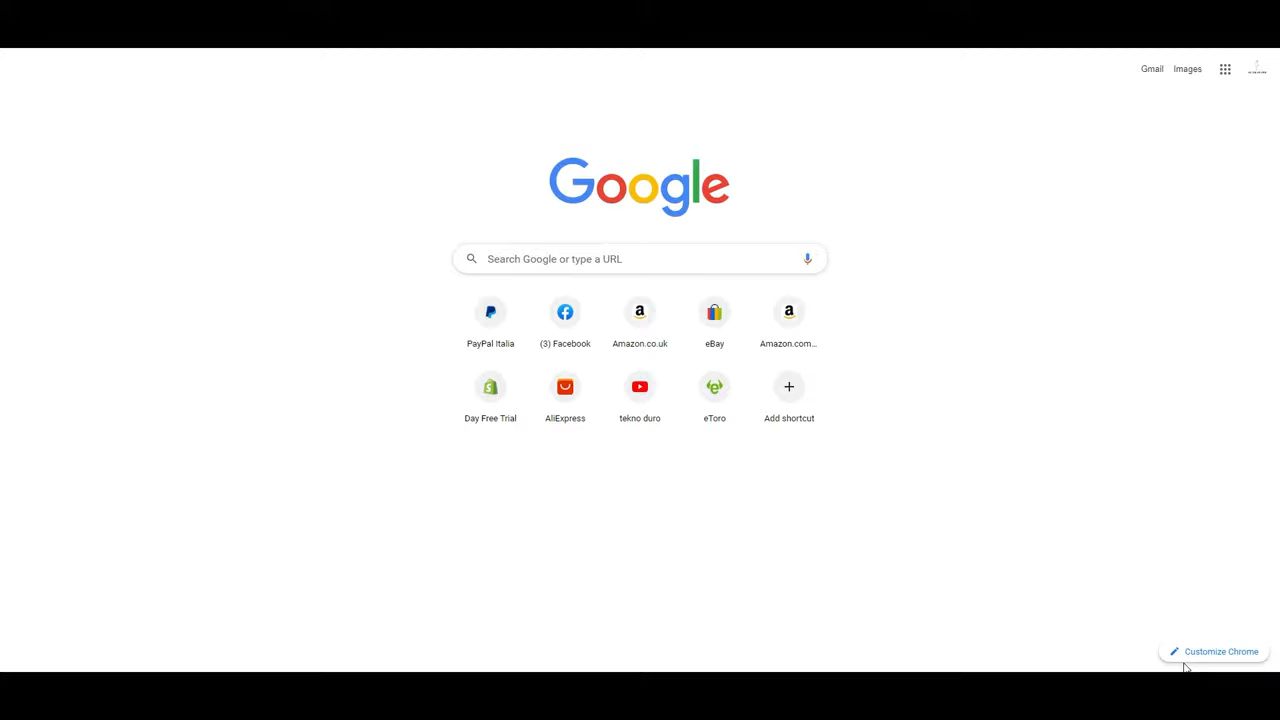 Gmail Images
Google
Search Google or type a URL
PayPal Italia (3) Facebook Amazon.co.uk eBay Amazon.com...
Day Free Trial AliExpress tekno duro eToro Add shortcut
Customize Chrome